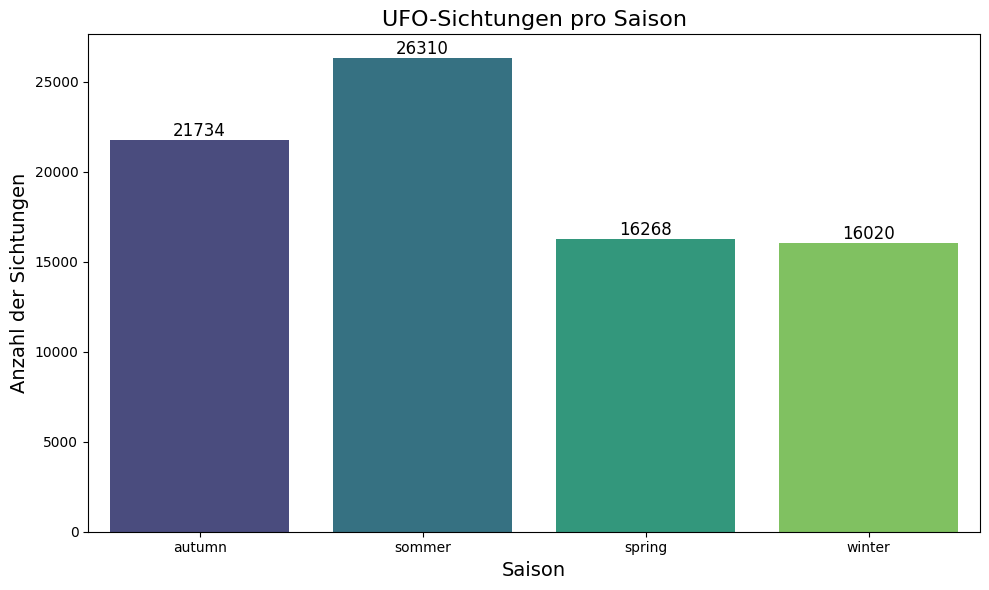 UFO-Sichtungen pro Saison
26310
21734
16268
16020
Anzahl der Sichtungen
25000
20000
15000
10000
5000
0
autumn sommer spring winter
Saison